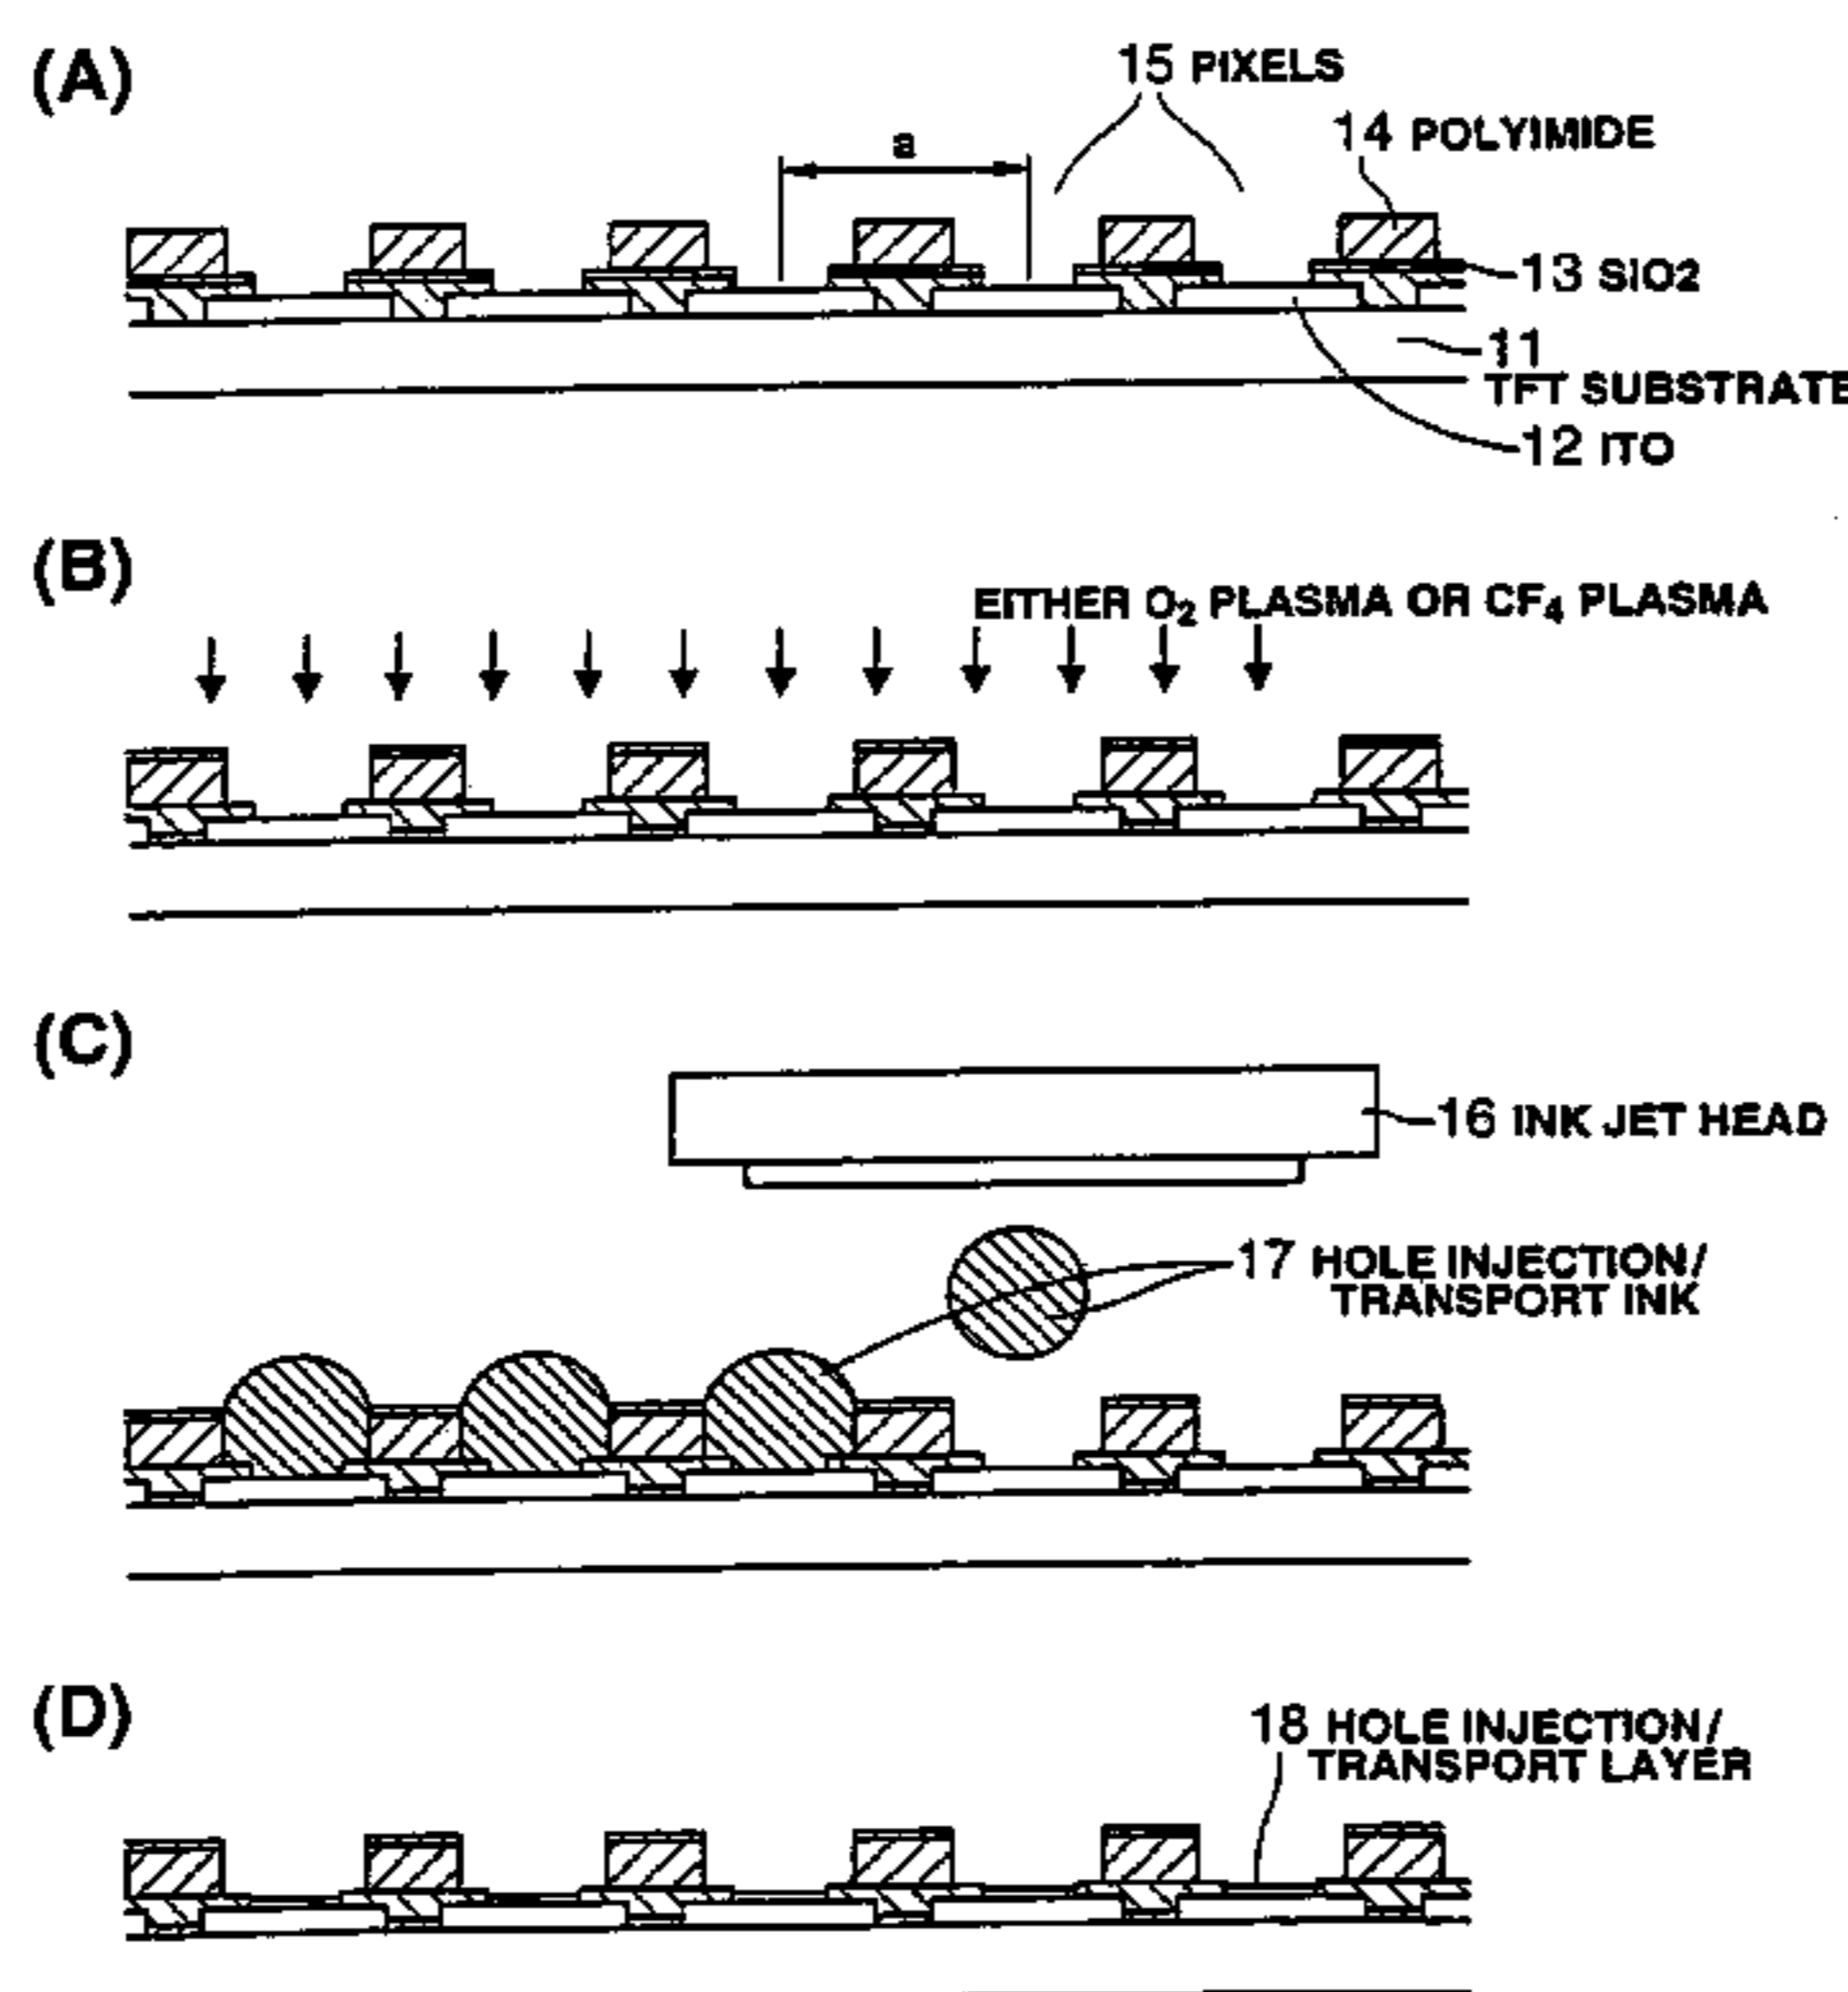 (A)
15 PIXELS
a
14 POLYIMIDE
13 SiO2
11
TFT SUBSTRATE
12 ITO
(B)
EITHER O₂ PLASMA OR CF₄ PLASMA
(C)
16 INK JET HEAD
17 HOLE INJECTION/
TRANSPORT INK
(D)
18 HOLE INJECTION/
TRANSPORT LAYER